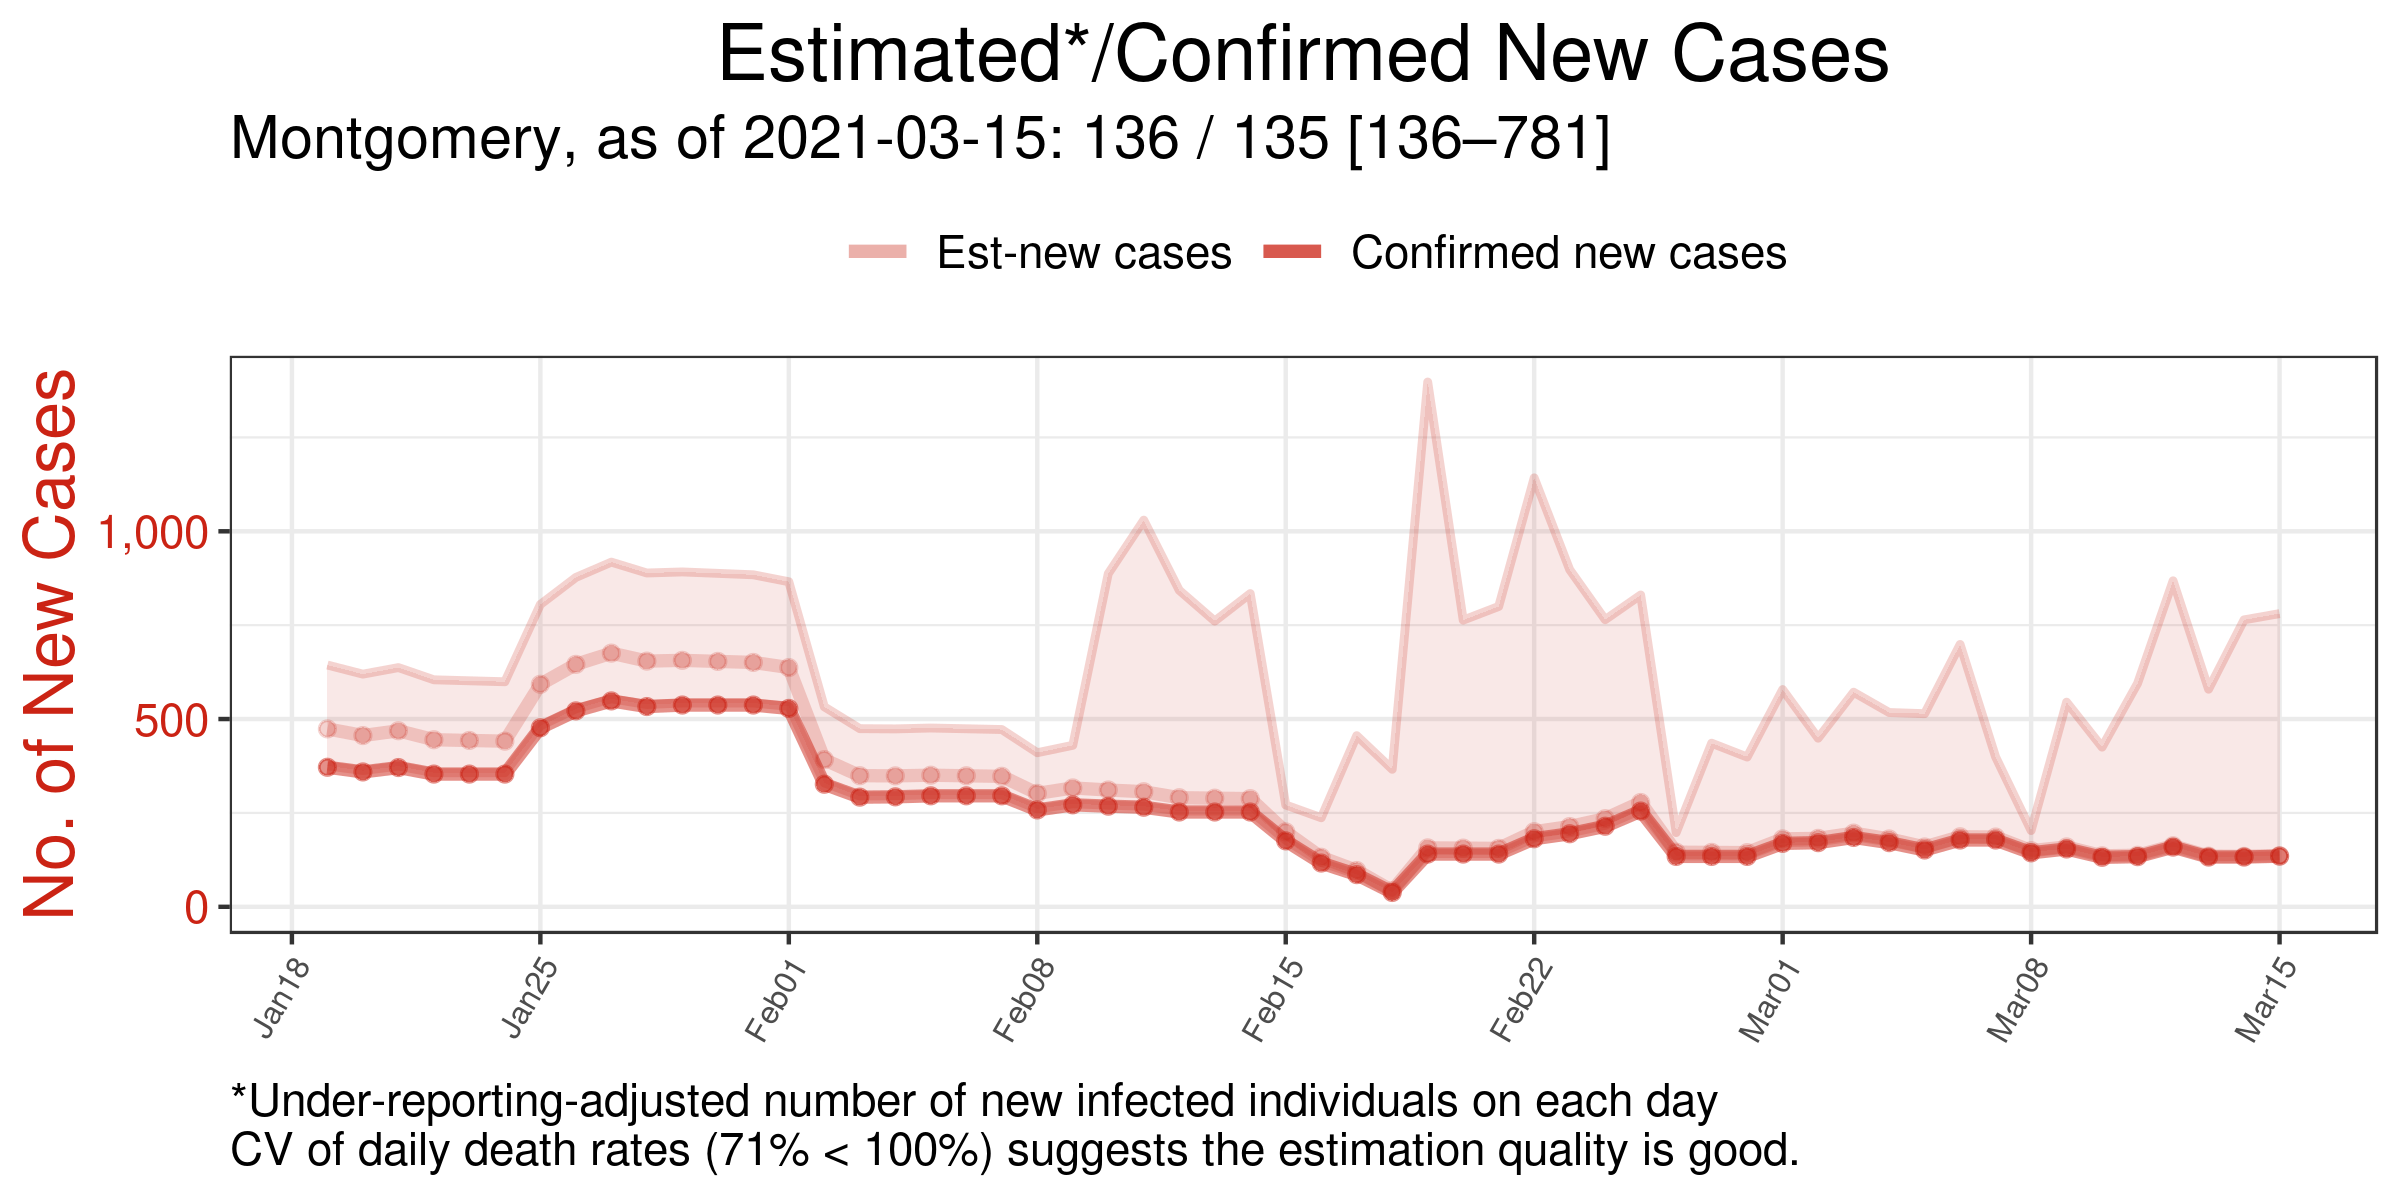 Estimated*/Confirmed New Cases
Montgomery, as of 2021-03-15: 136 / 135 [136–781]
Est-new cases Confirmed new cases
No. of New Cases
1,000
500
0
Jan18 Jan25 Feb01 Feb08 Feb15 Feb22 Mar01 Mar08 Mar15
*Under-reporting-adjusted number of new infected individuals on each day
CV of daily death rates (71% < 100%) suggests the estimation quality is good.